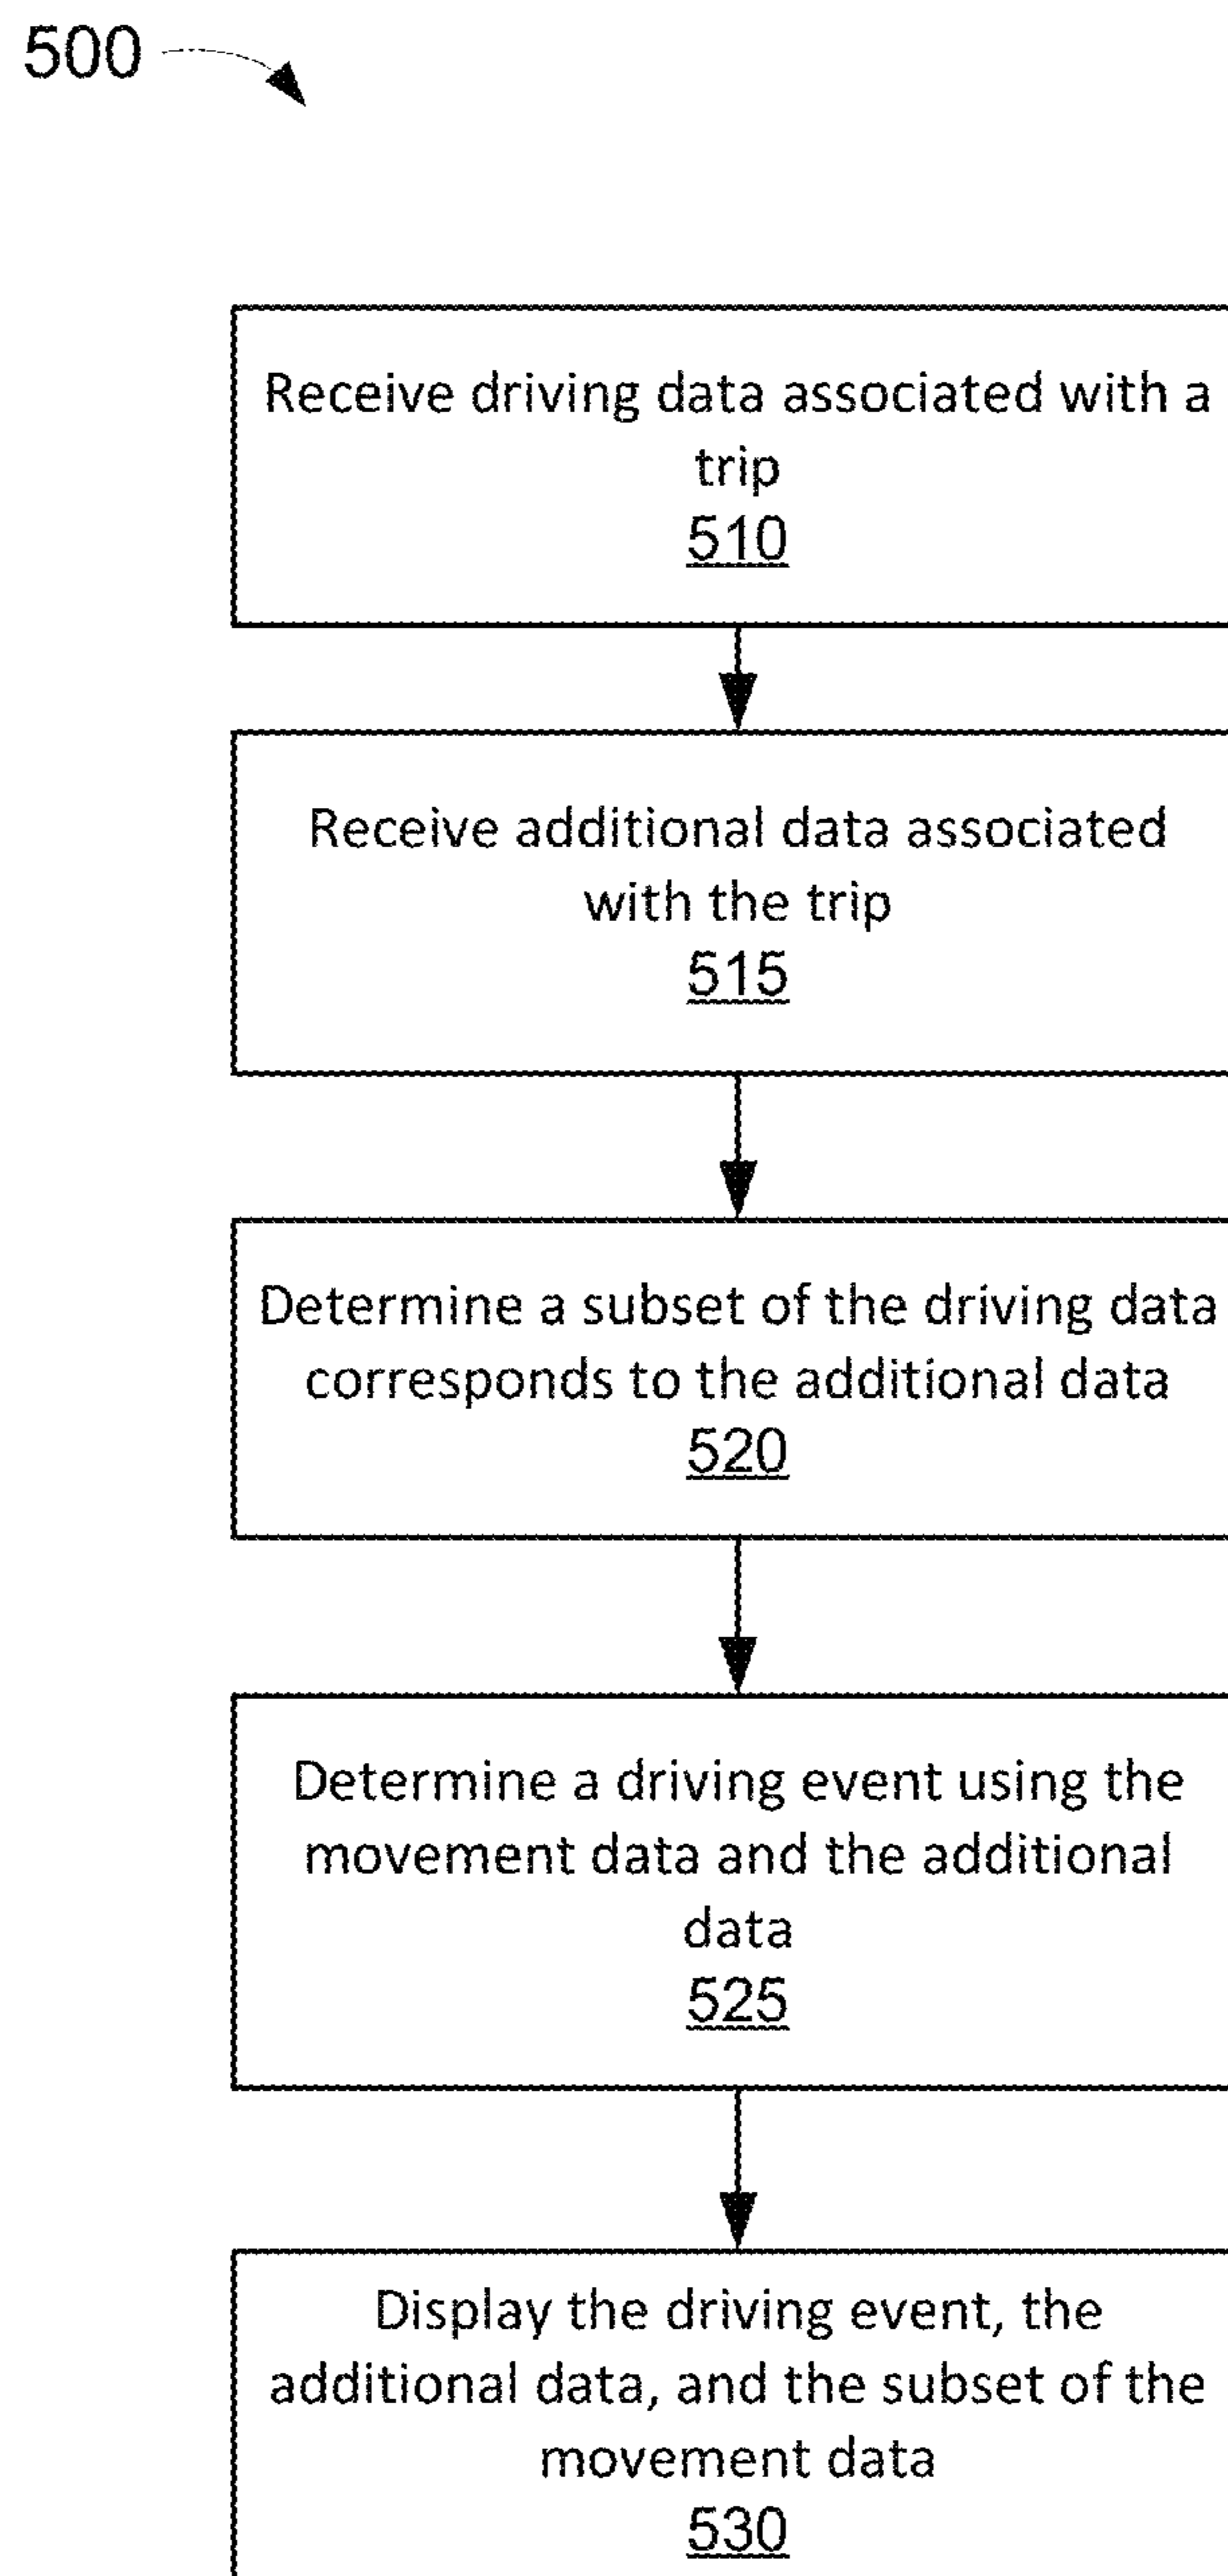 500
Receive driving data associated with a
trip
510
Receive additional data associated
with the trip
515
Determine a subset of the driving data
corresponds to the additional data
520
Determine a driving event using the
movement data and the additional
data
525
Display the driving event, the
additional data, and the subset of the
movement data
530